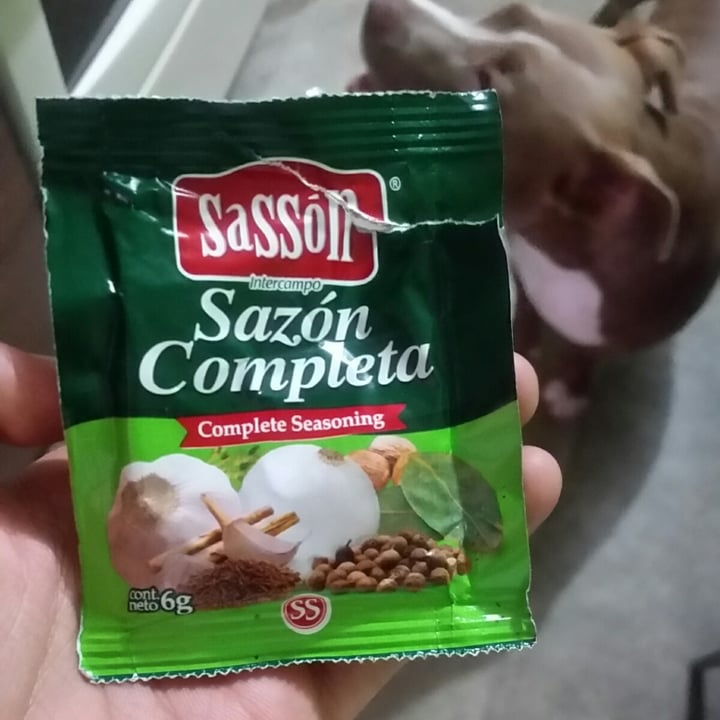 sassón®
Intercampo
Sazón
Completa
Complete Seasoning
cont.
neto 6g
SS